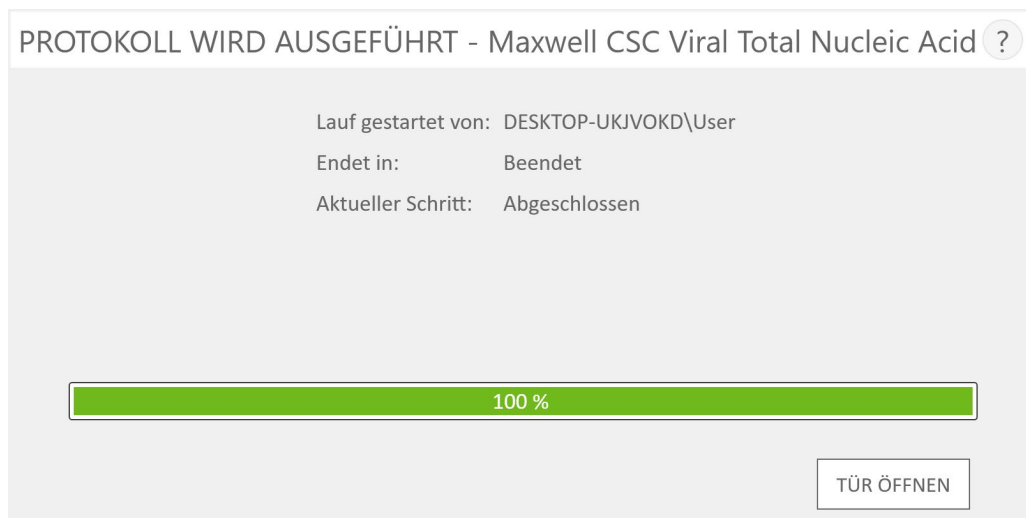 PROTOKOLL WIRD AUSGEFÜHRT - Maxwell CSC Viral Total Nucleic Acid ?
Lauf gestartet von: DESKTOP-UKJVOKD\User
Endet in: Beendet
Aktueller Schritt: Abgeschlossen
100 %
TÜR ÖFFNEN